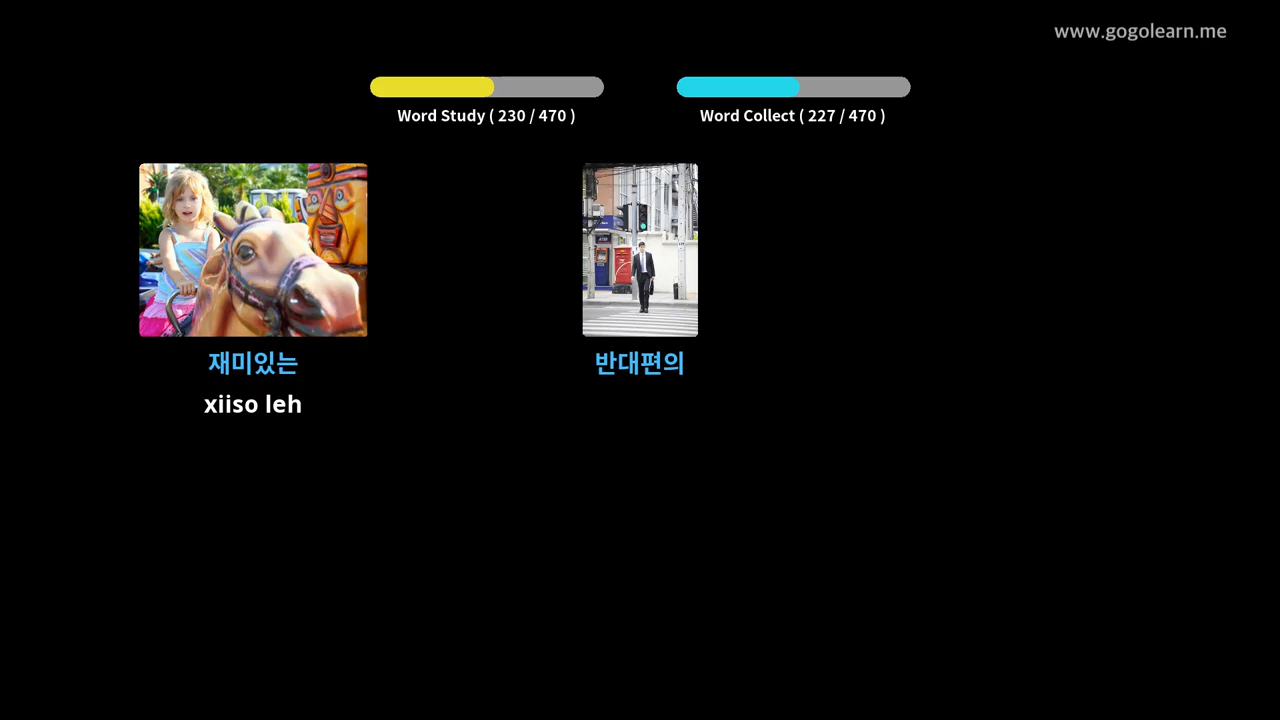 www.gogolearn.me
Word Study ( 230 / 470 )
Word Collect ( 227 / 470 )
재미있는
xiiso leh
반대편의